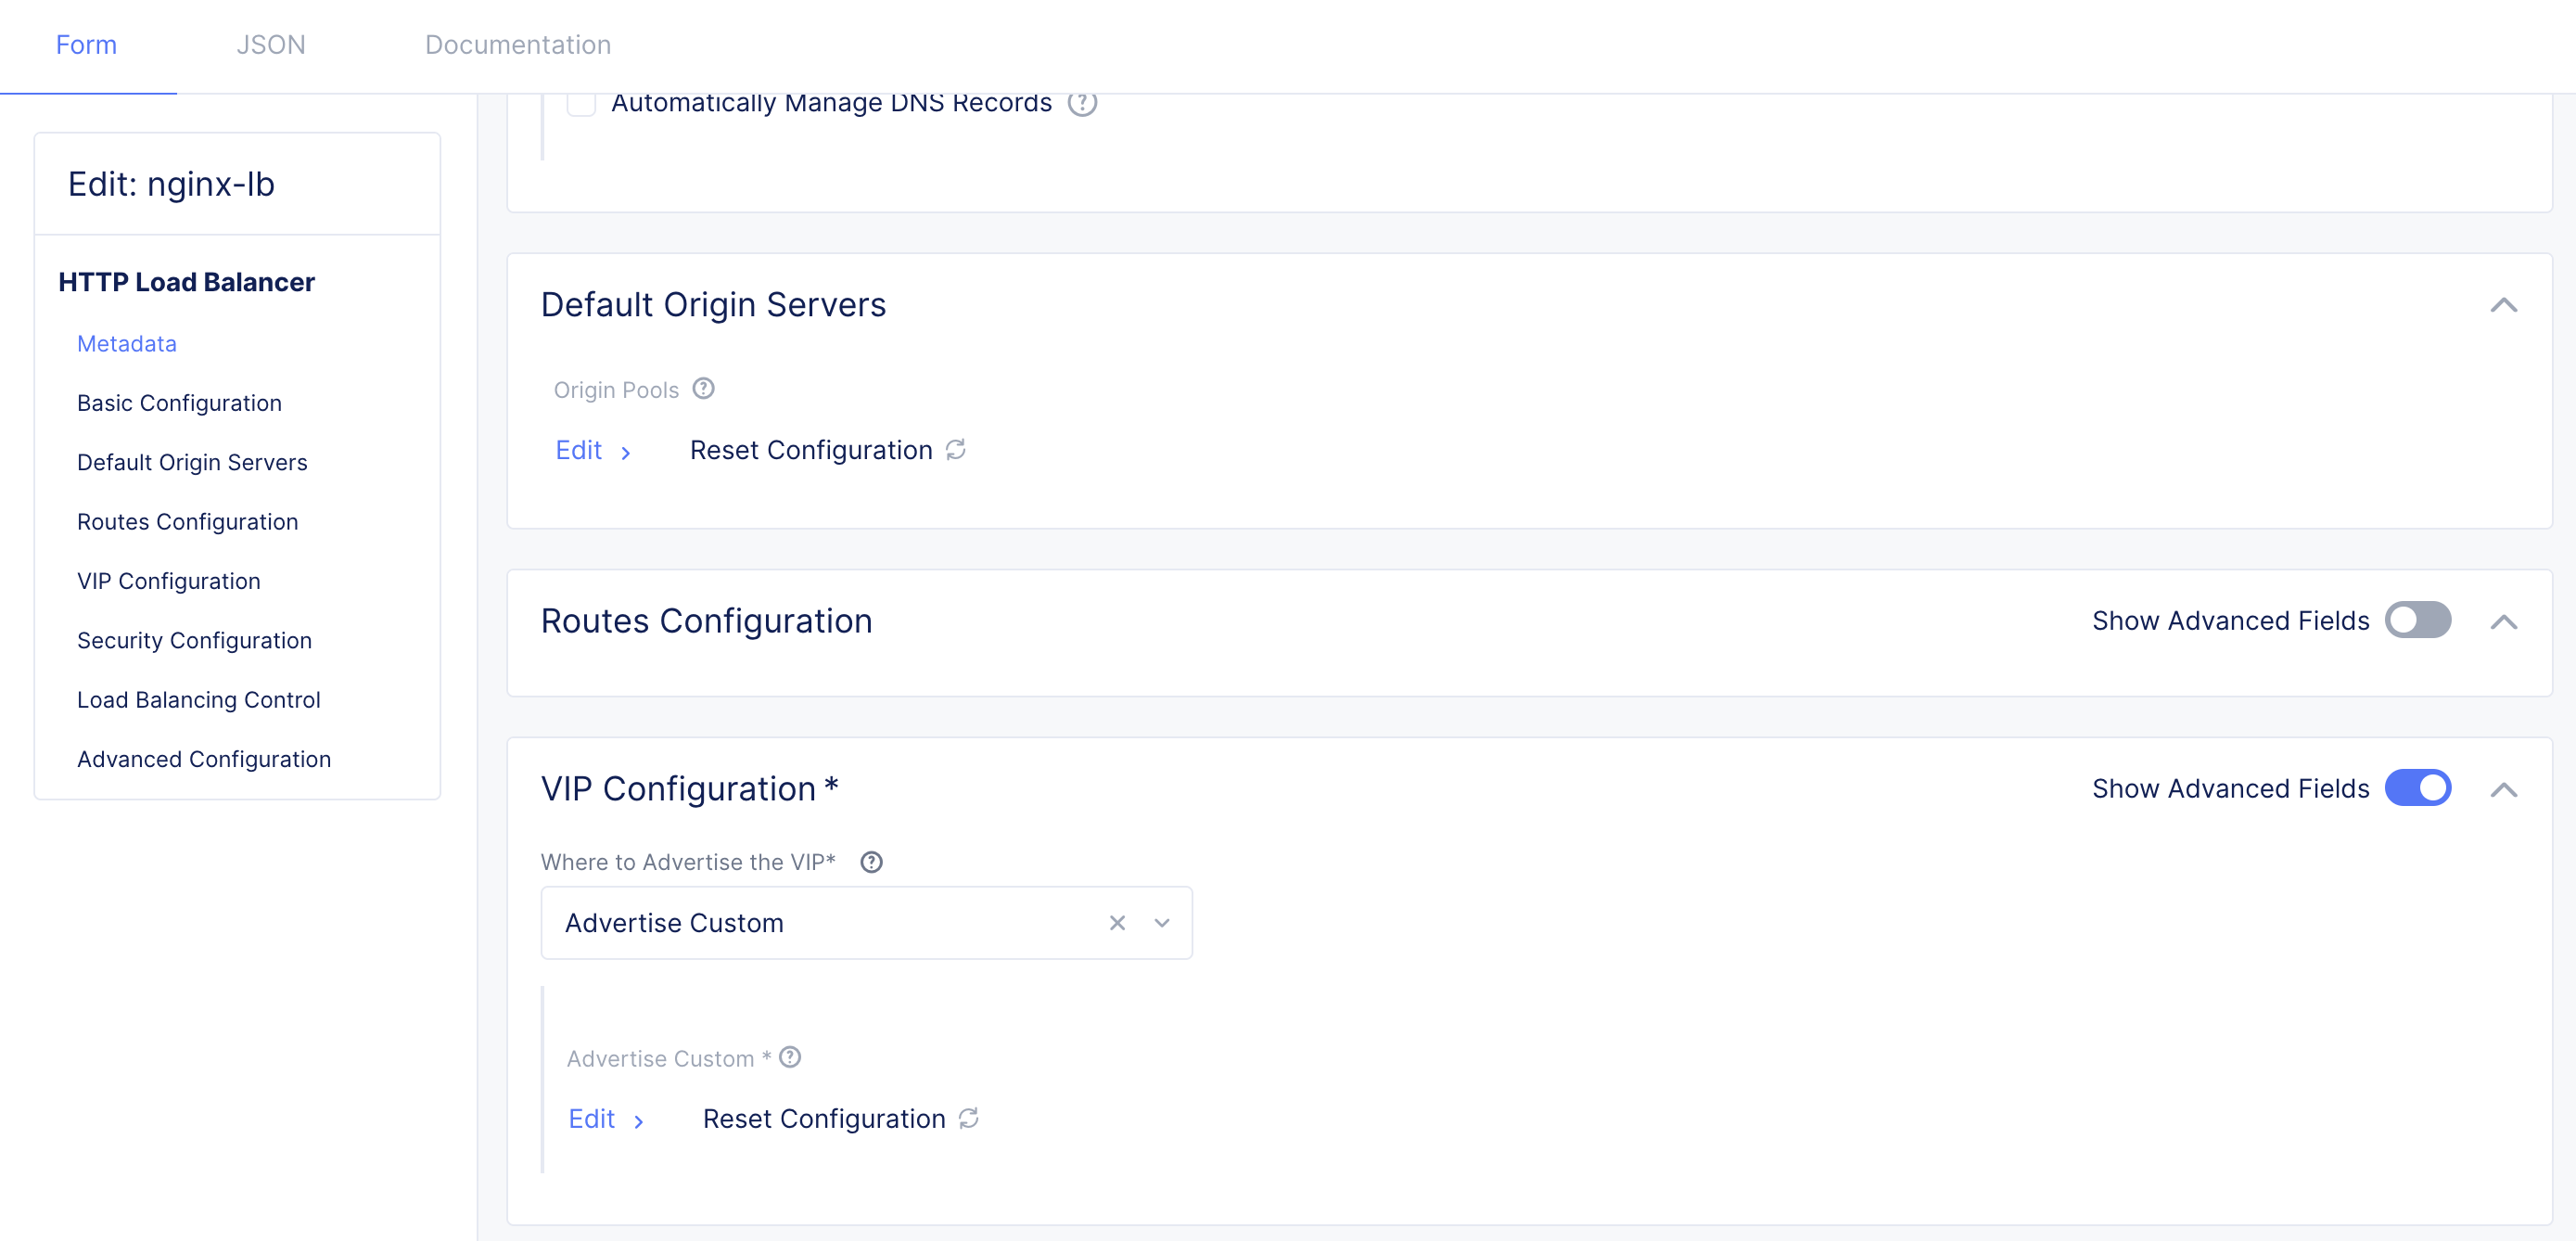 Form JSON Documentation
Automatically Manage DNS Records
Edit: nginx-lb
HTTP Load Balancer
Metadata
Basic Configuration
Default Origin Servers
Routes Configuration
VIP Configuration
Security Configuration
Load Balancing Control
Advanced Configuration
Default Origin Servers
Origin Pools
Edit Reset Configuration
Routes Configuration Show Advanced Fields
VIP Configuration * Show Advanced Fields
Where to Advertise the VIP*
Advertise Custom
Advertise Custom *
Edit Reset Configuration